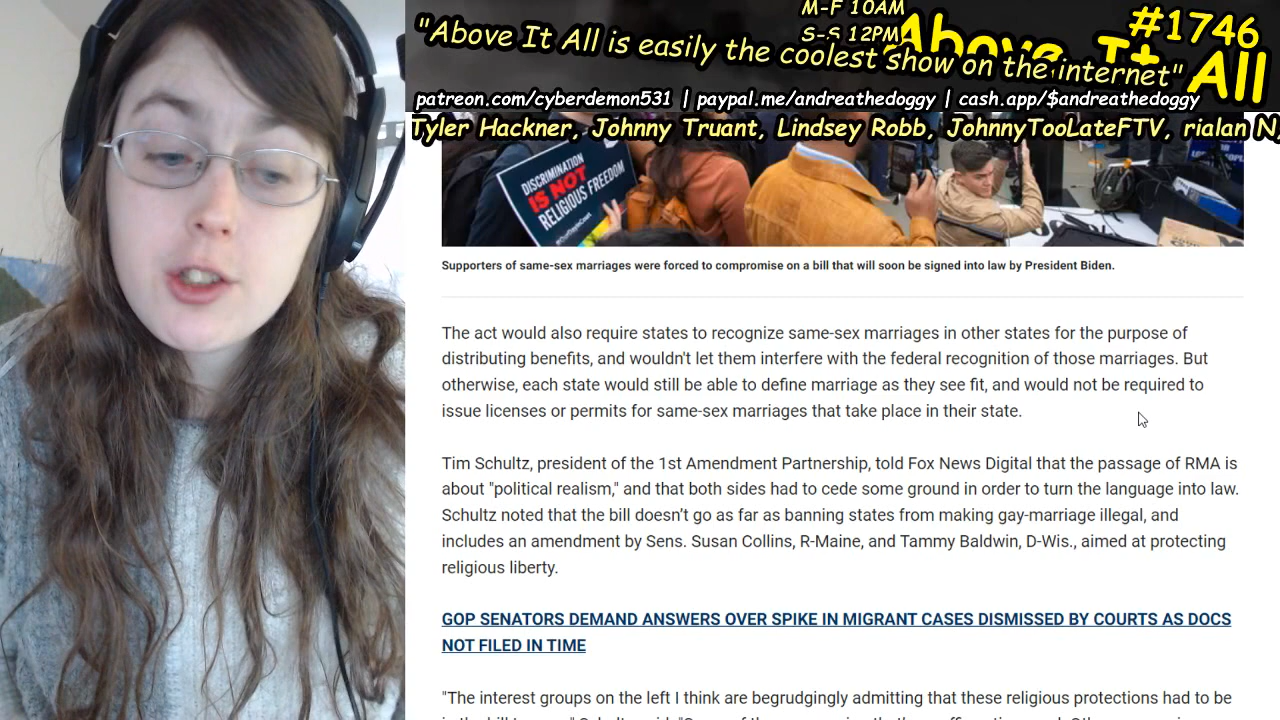 M-F 10AM
S-S 12PM
Above It All
#1746
"Above It All is easily the coolest show on the internet"
patreon.com/cyberdemon531 | paypal.me/andreathedoggy | cash.app/$andreathedoggy
Tyler Hackner, Johnny Truant, Lindsey Robb, JohnnyTooLateFTV, rialan N
DISCRIMINATION
IS NOT
RELIGIOUS FREEDOM
Supporters of same-sex marriages were forced to compromise on a bill that will soon be signed into law by President Biden.
The act would also require states to recognize same-sex marriages in other states for the purpose of
distributing benefits, and wouldn't let them interfere with the federal recognition of those marriages. But
otherwise, each state would still be able to define marriage as they see fit, and would not be required to
issue licenses or permits for same-sex marriages that take place in their state.
Tim Schultz, president of the 1st Amendment Partnership, told Fox News Digital that the passage of RMA is
about "political realism," and that both sides had to cede some ground in order to turn the language into law.
Schultz noted that the bill doesn’t go as far as banning states from making gay-marriage illegal, and
includes an amendment by Sens. Susan Collins, R-Maine, and Tammy Baldwin, D-Wis., aimed at protecting
religious liberty.
GOP SENATORS DEMAND ANSWERS OVER SPIKE IN MIGRANT CASES DISMISSED BY COURTS AS DOCS
NOT FILED IN TIME
"The interest groups on the left I think are begrudgingly admitting that these religious protections had to be